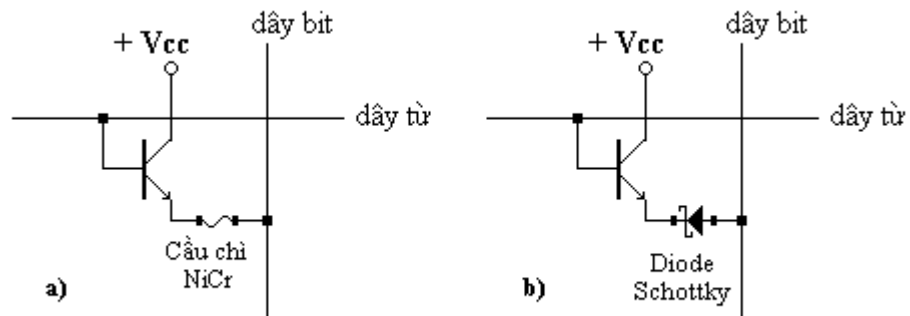 dây bit
+ Vcc
dây từ
Cầu chì
NiCr
a)
dây bit
+ Vcc
dây từ
Diode
Schottky
b)